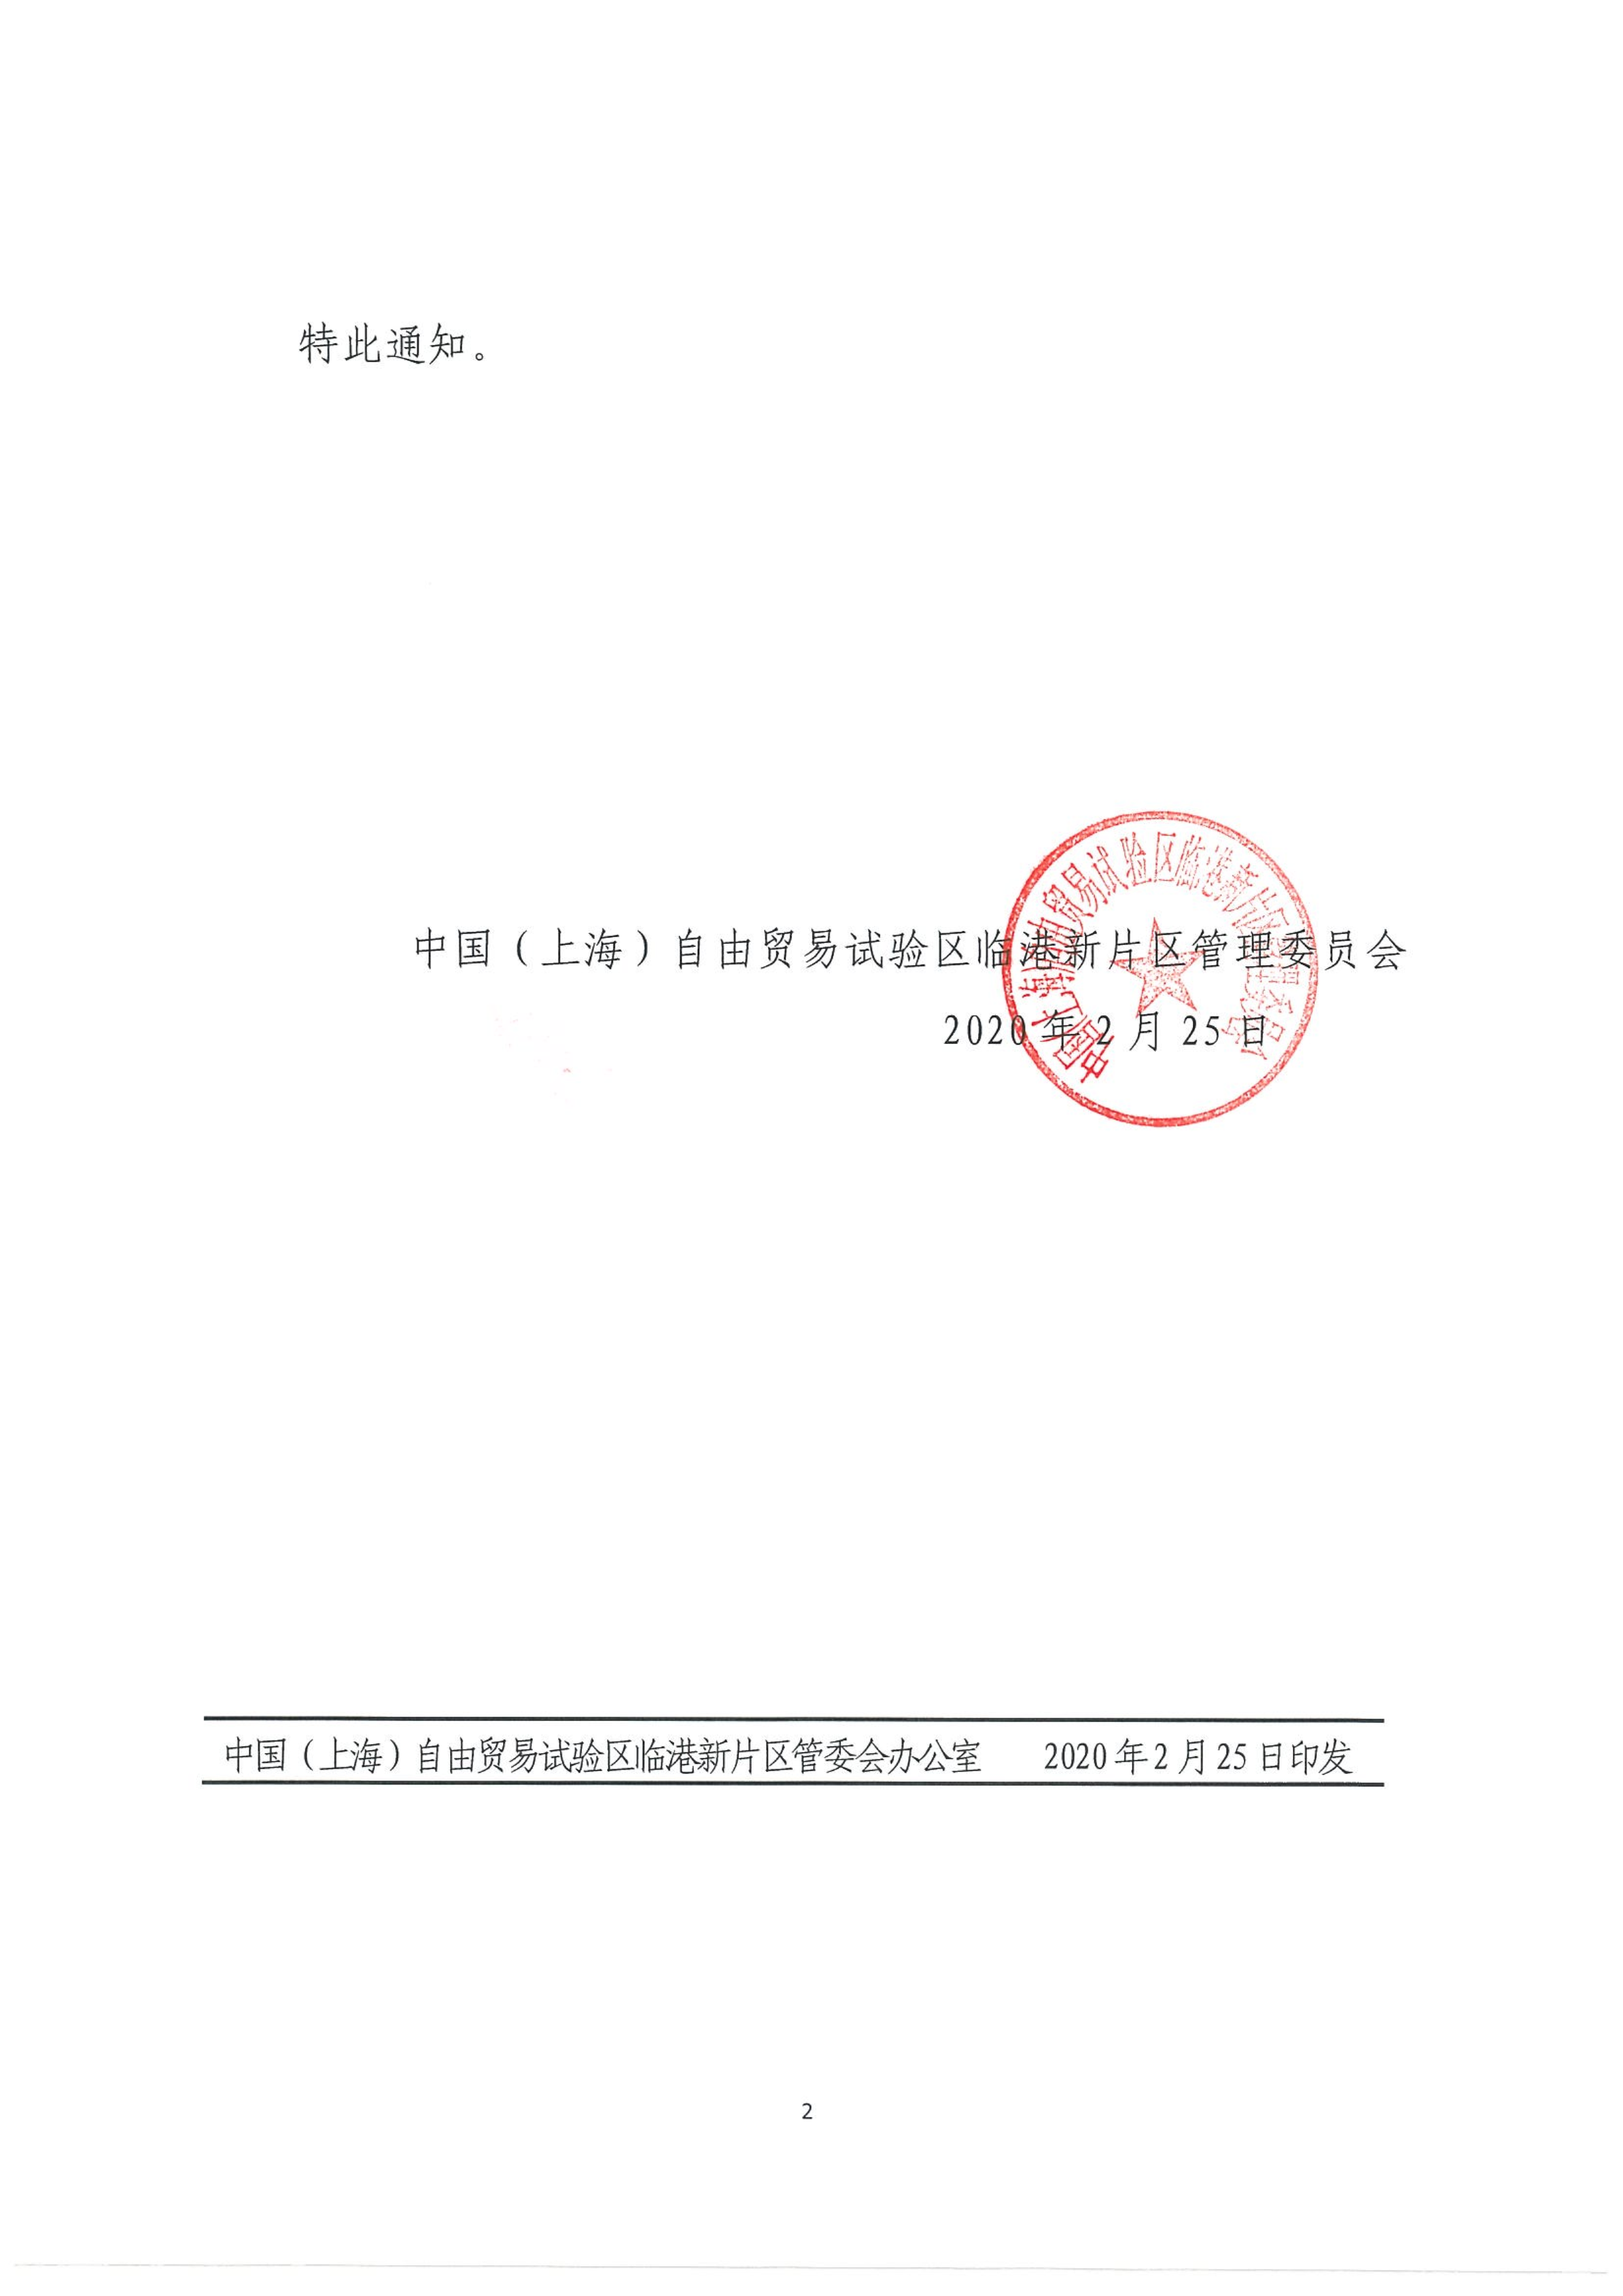 特此通知。
中国（上海）自由贸易试验区临港新片区管理委员会
2020年2月25日
中国（上海）自由贸易试验区临港新片区管理委员会
中国（上海）自由贸易试验区临港新片区管委会办公室 2020年2月25日印发
2